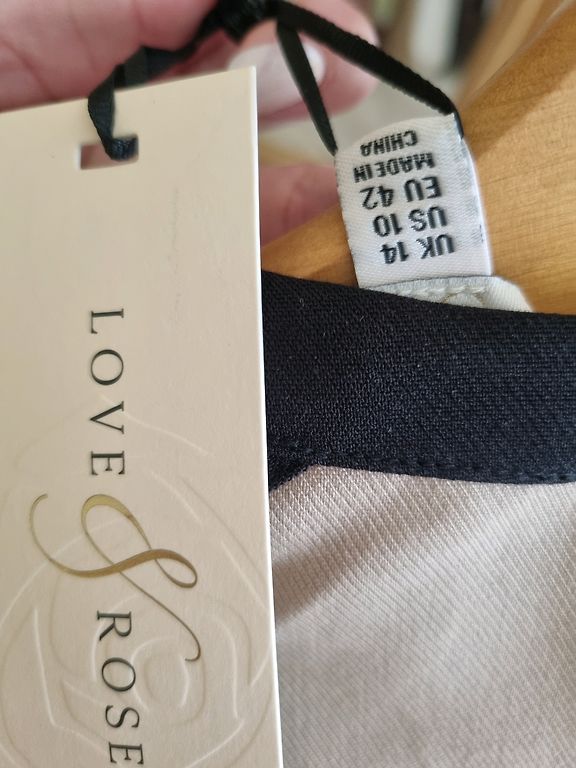 LOVE
&
ROSE
UK 14
US 10
EU 42
MADE IN
CHINA